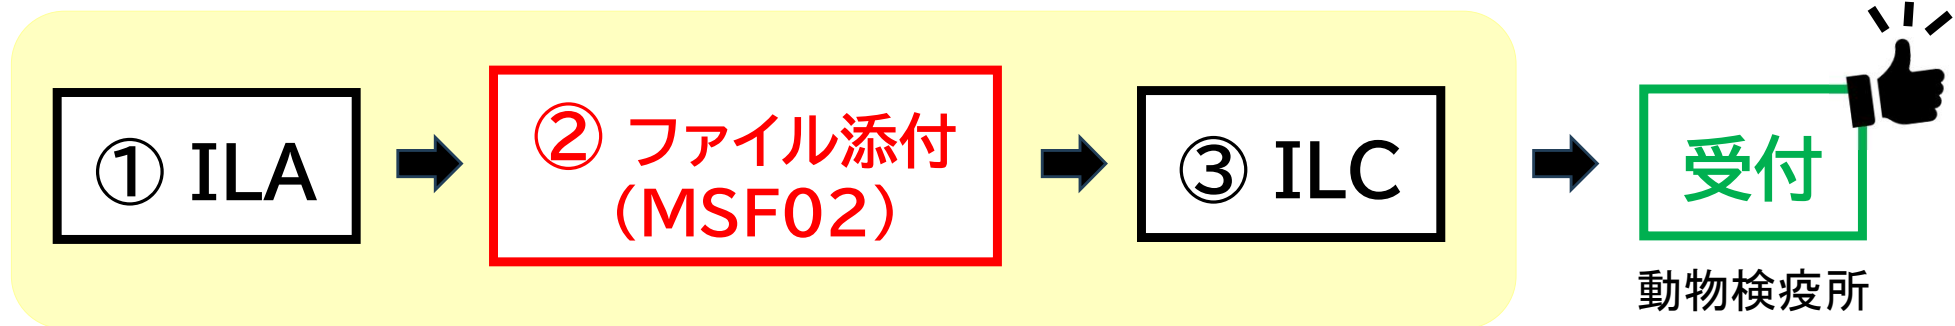 ① ILA
② ファイル添付
（MSF02）
③ ILC
受付
動物検疫所